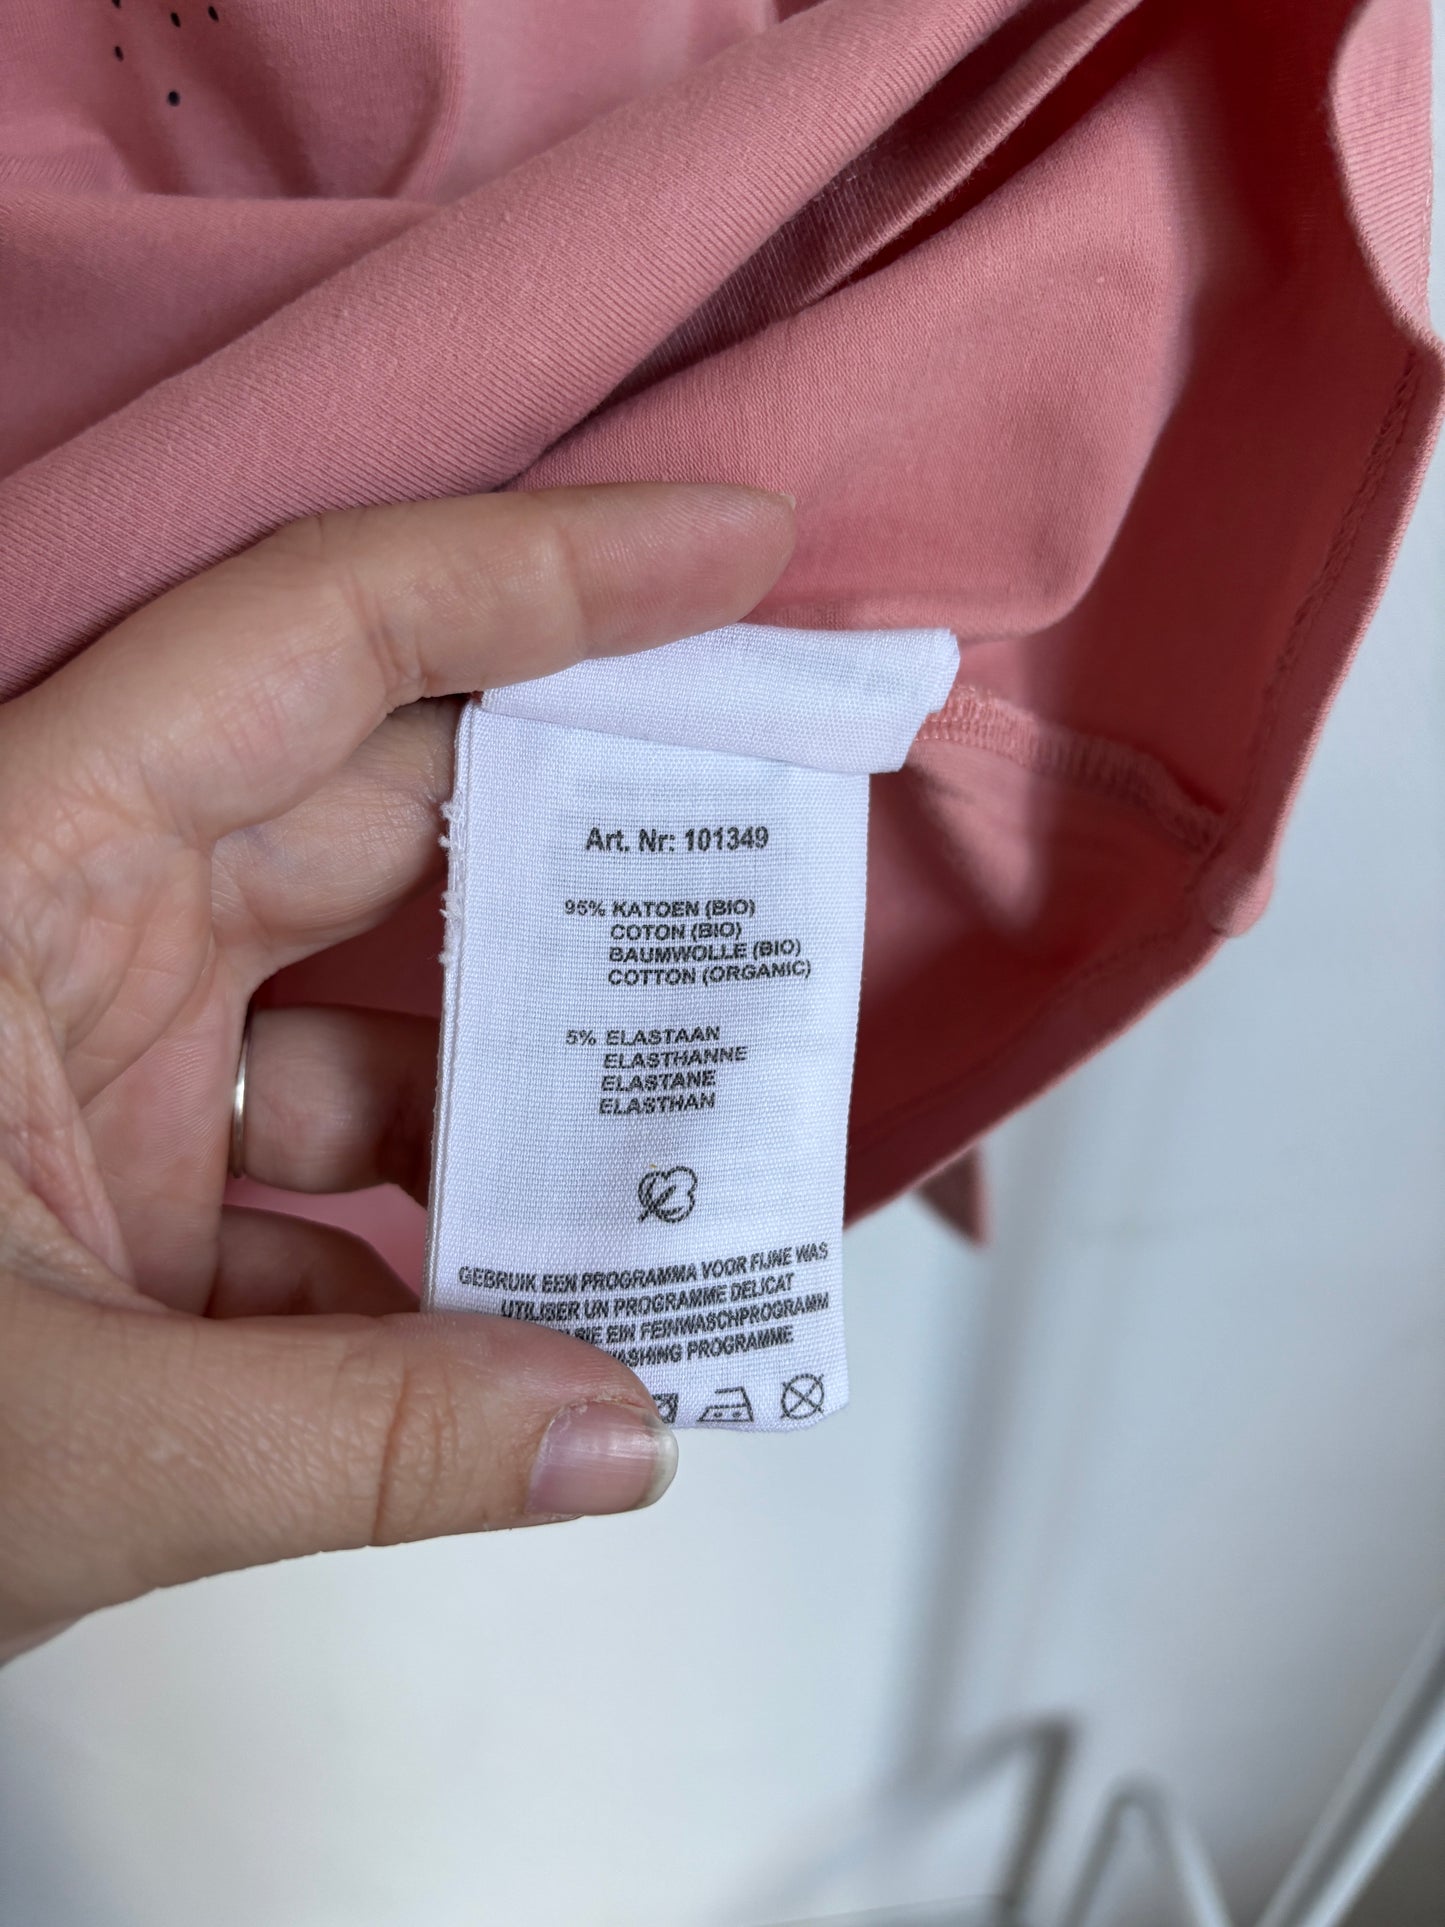 Art. Nr: 101349
95% KATOEN (BIO)
COTON (BIO)
BAUMWOLLE (BIO)
COTTON (ORGANIC)
5% ELASTAAN
ELASTHANNE
ELASTANE
ELASTHAN
GEBRUIK EEN PROGRAMMA VOOR FIJNE WAS
UTILISER UN PROGRAMME DELICAT
SIE EIN FEINWASCHPROGRAMM
PROGRAMME